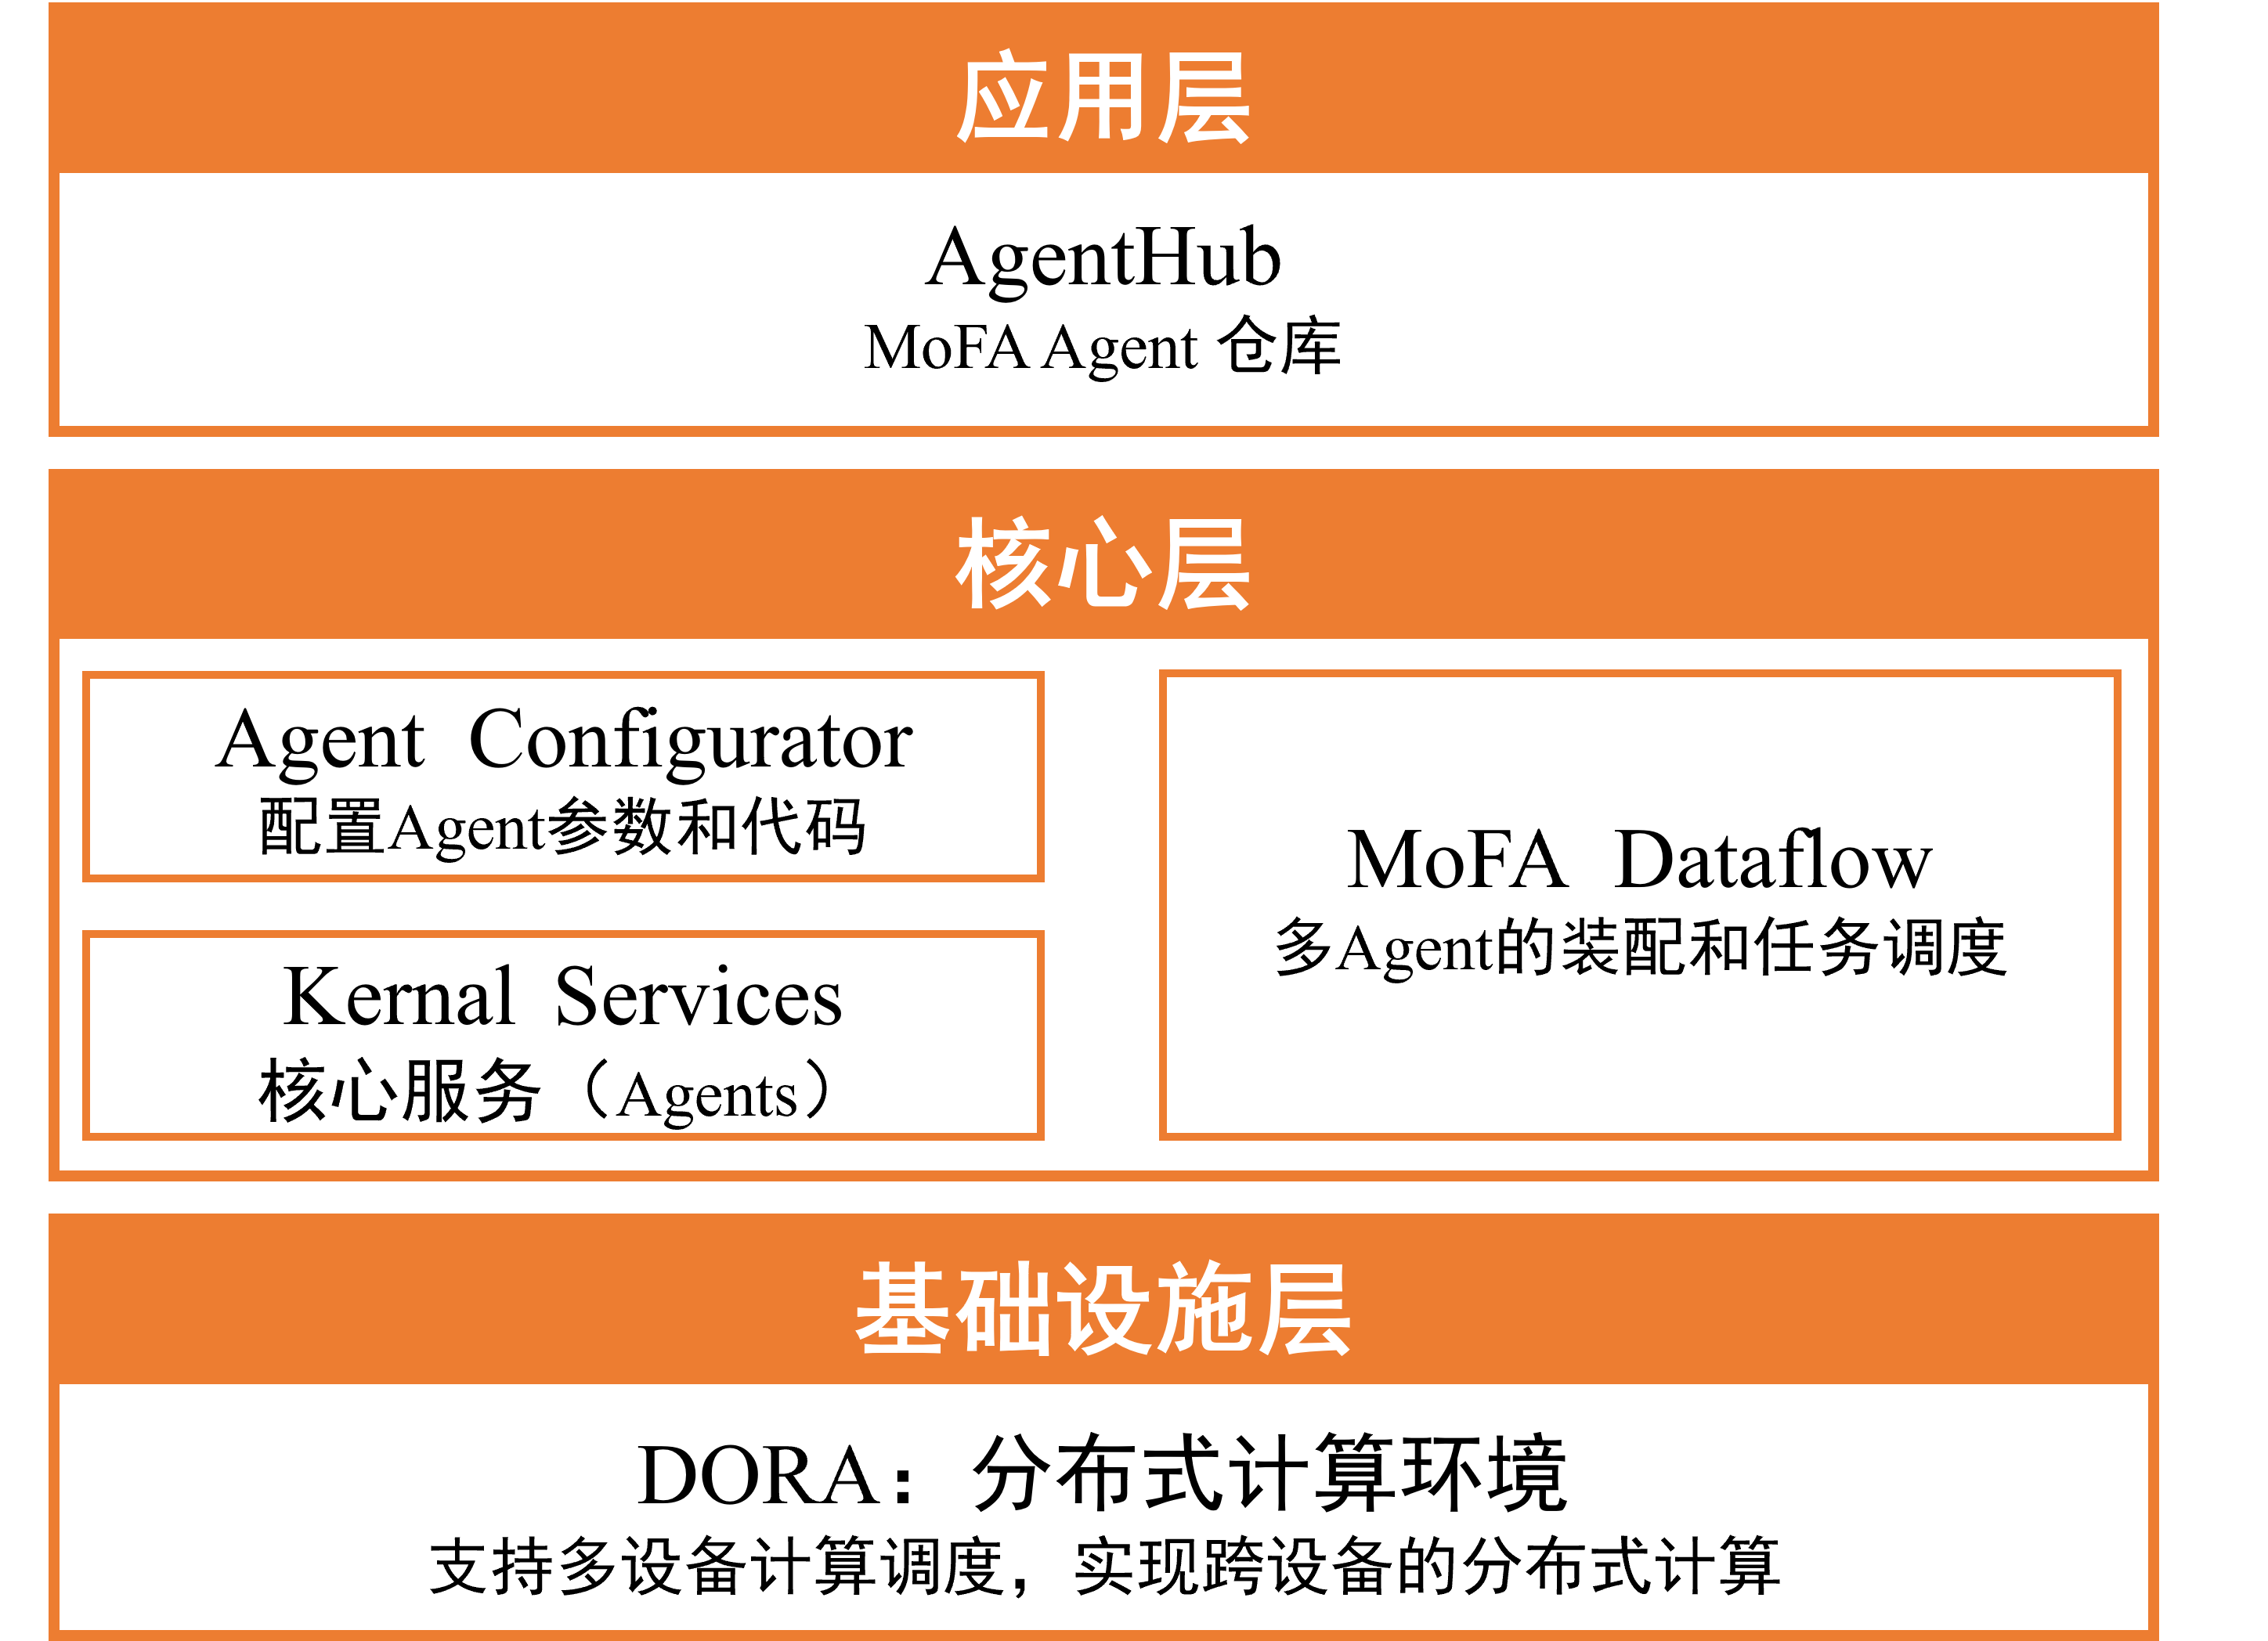 应用层
AgentHub
MoFA Agent 仓库
核心层
Agent Configurator
配置Agent参数和代码
Kernal Services
核心服务（Agents）
MoFA Dataflow
多Agent的装配和任务调度
基础设施层
DORA：分布式计算环境
支持多设备计算调度，实现跨设备的分布式计算